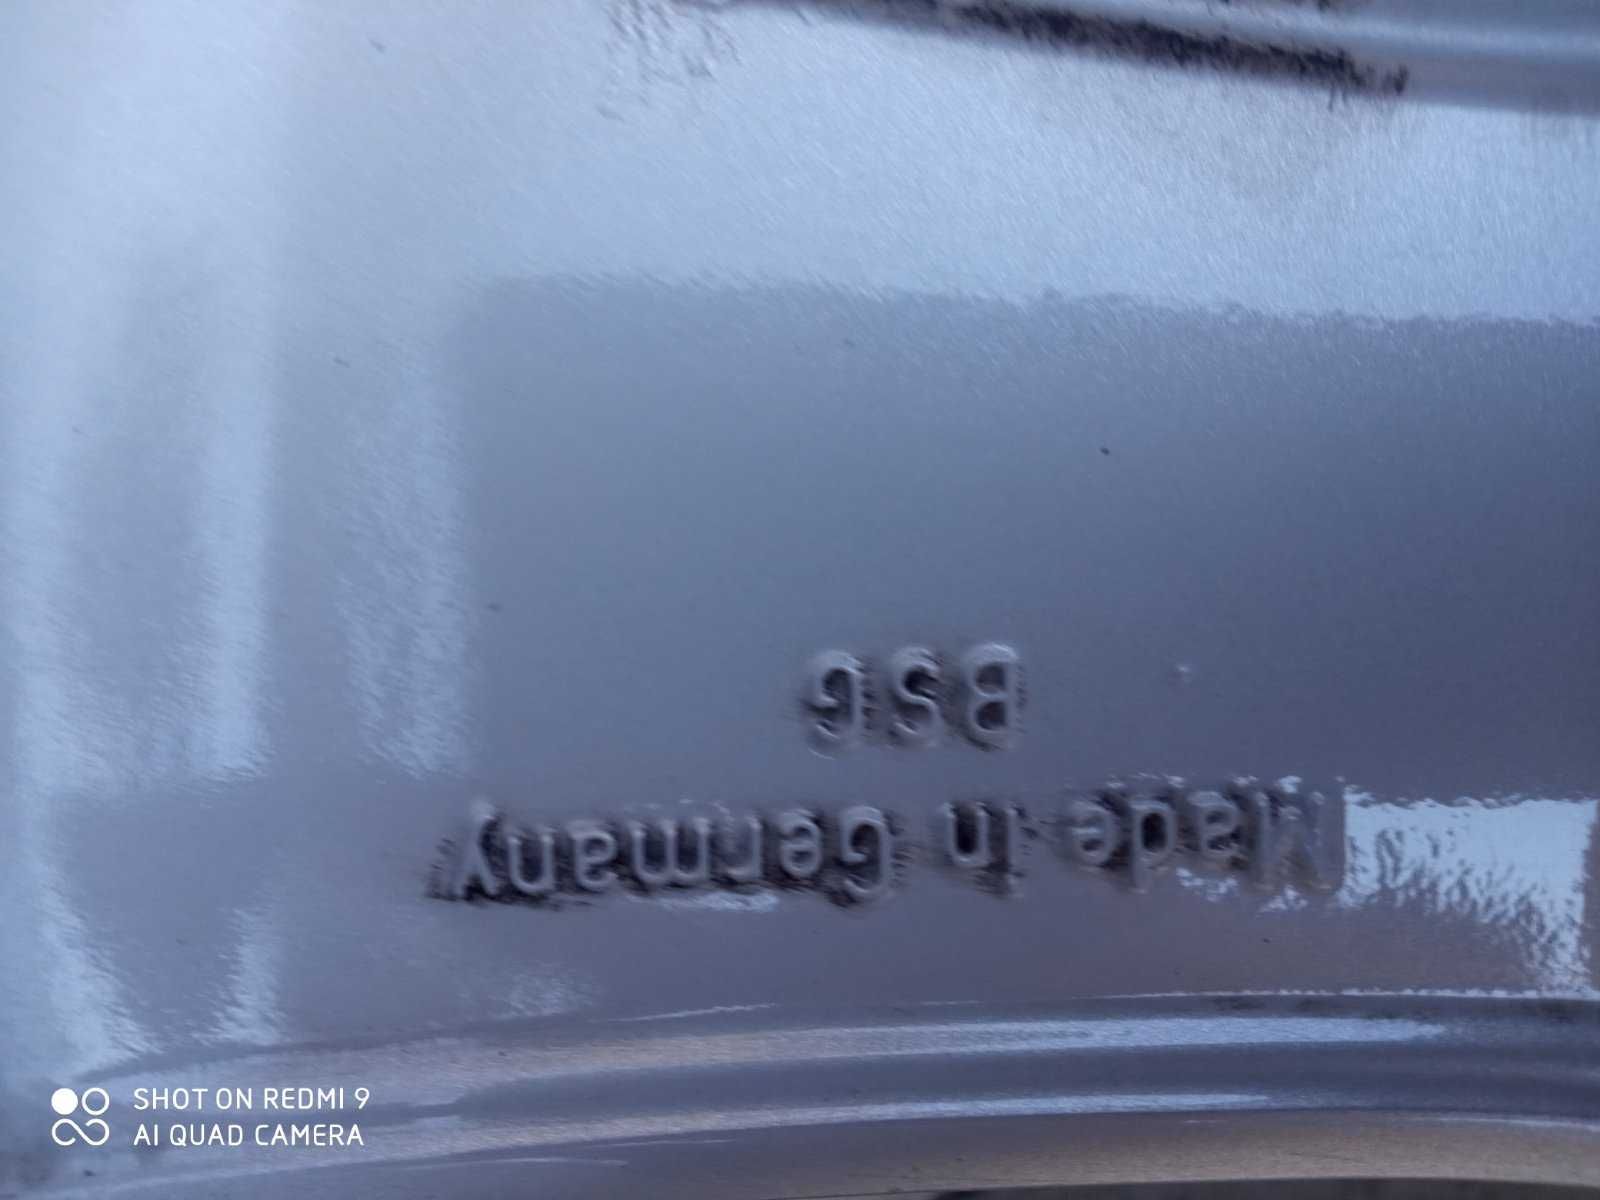 Made in Germany
BSG
SHOT ON REDMI 9
AI QUAD CAMERA